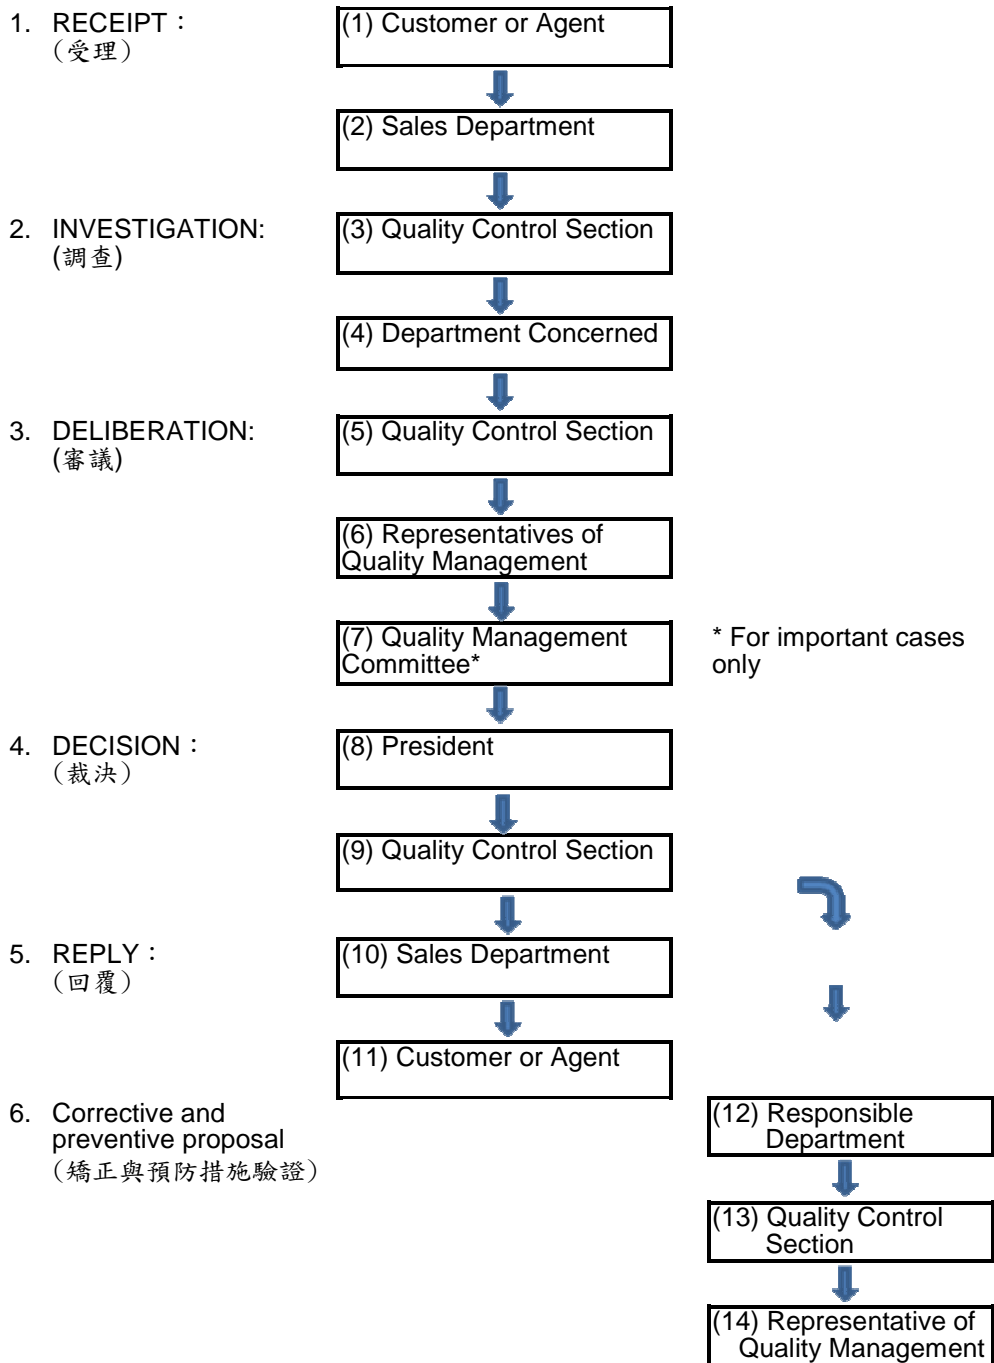 1. RECEIPT：
（受理）
(1) Customer or Agent
(2) Sales Department
2. INVESTIGATION:
(調查)
(3) Quality Control Section
(4) Department Concerned
3. DELIBERATION:
(審議)
(5) Quality Control Section
(6) Representatives of
Quality Management
(7) Quality Management
Committee*
* For important cases
only
4. DECISION：
（裁決）
(8) President
(9) Quality Control Section
5. REPLY：
（回覆）
(10) Sales Department
(11) Customer or Agent
6. Corrective and
preventive proposal
（矯正與預防措施驗證）
(12) Responsible
Department
(13) Quality Control
Section
(14) Representative of
Quality Management